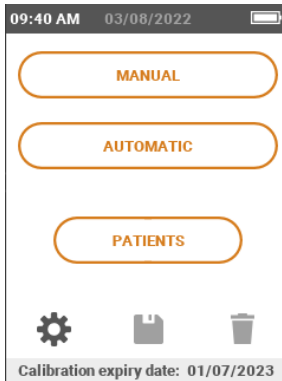 09:40 AM 03/08/2022
MANUAL
AUTOMATIC
PATIENTS
Calibration expiry date: 01/07/2023